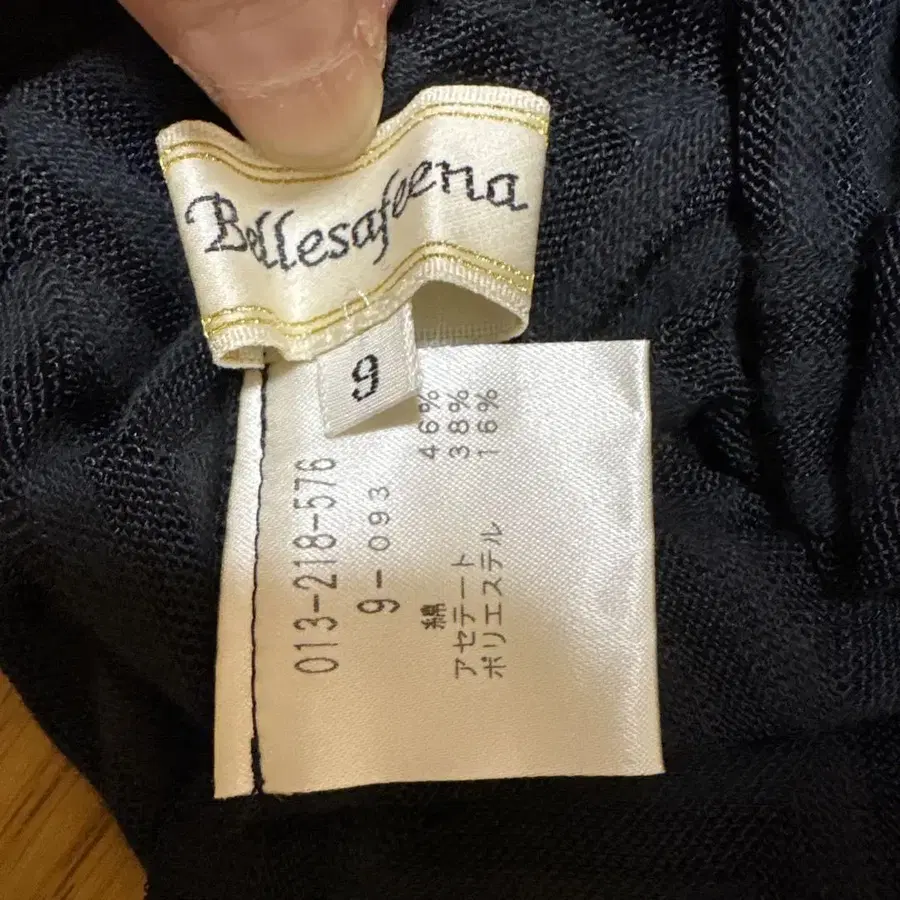 Bellesafeeria
9
013-218-576
9-093
綿 46%
アセテート 38%
ポリエステル 16%